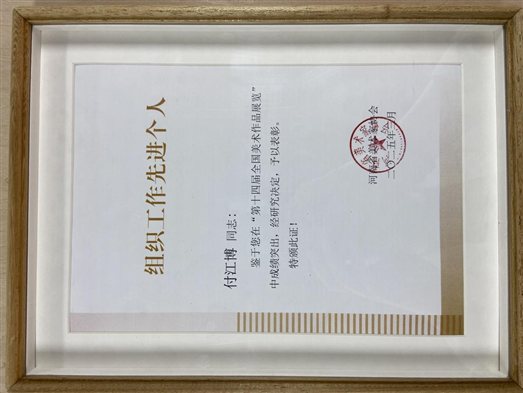 组织工作先进个人
付江博 同志：
鉴于您在“第十四届全国美术作品展览”
中成绩突出，经研究决定，予以表彰。
特颁此证！
河南省美术家协会
二〇二五年一月